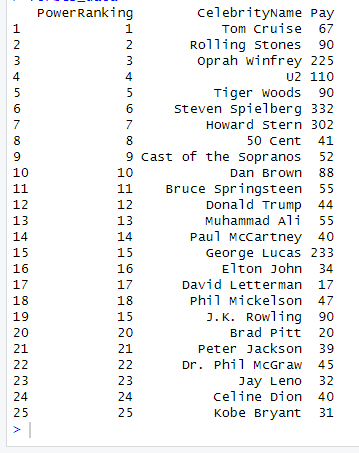 PowerRanking CelebrityName Pay
1 1 Tom Cruise 67
2 2 Rolling Stones 90
3 3 Oprah Winfrey 225
4 4 U2 110
5 5 Tiger Woods 90
6 6 Steven Spielberg 332
7 7 Howard Stern 302
8 8 50 Cent 41
9 9 Cast of the Sopranos 52
10 10 Dan Brown 88
11 11 Bruce Springsteen 55
12 12 Donald Trump 44
13 13 Muhammad Ali 55
14 14 Paul McCartney 40
15 15 George Lucas 233
16 16 Elton John 34
17 17 David Letterman 17
18 18 Phil Mickelson 47
19 15 J.K. Rowling 90
20 20 Brad Pitt 20
21 21 Peter Jackson 39
22 22 Dr. Phil McGraw 45
23 23 Jay Leno 32
24 24 Celine Dion 40
25 25 Kobe Bryant 31
>